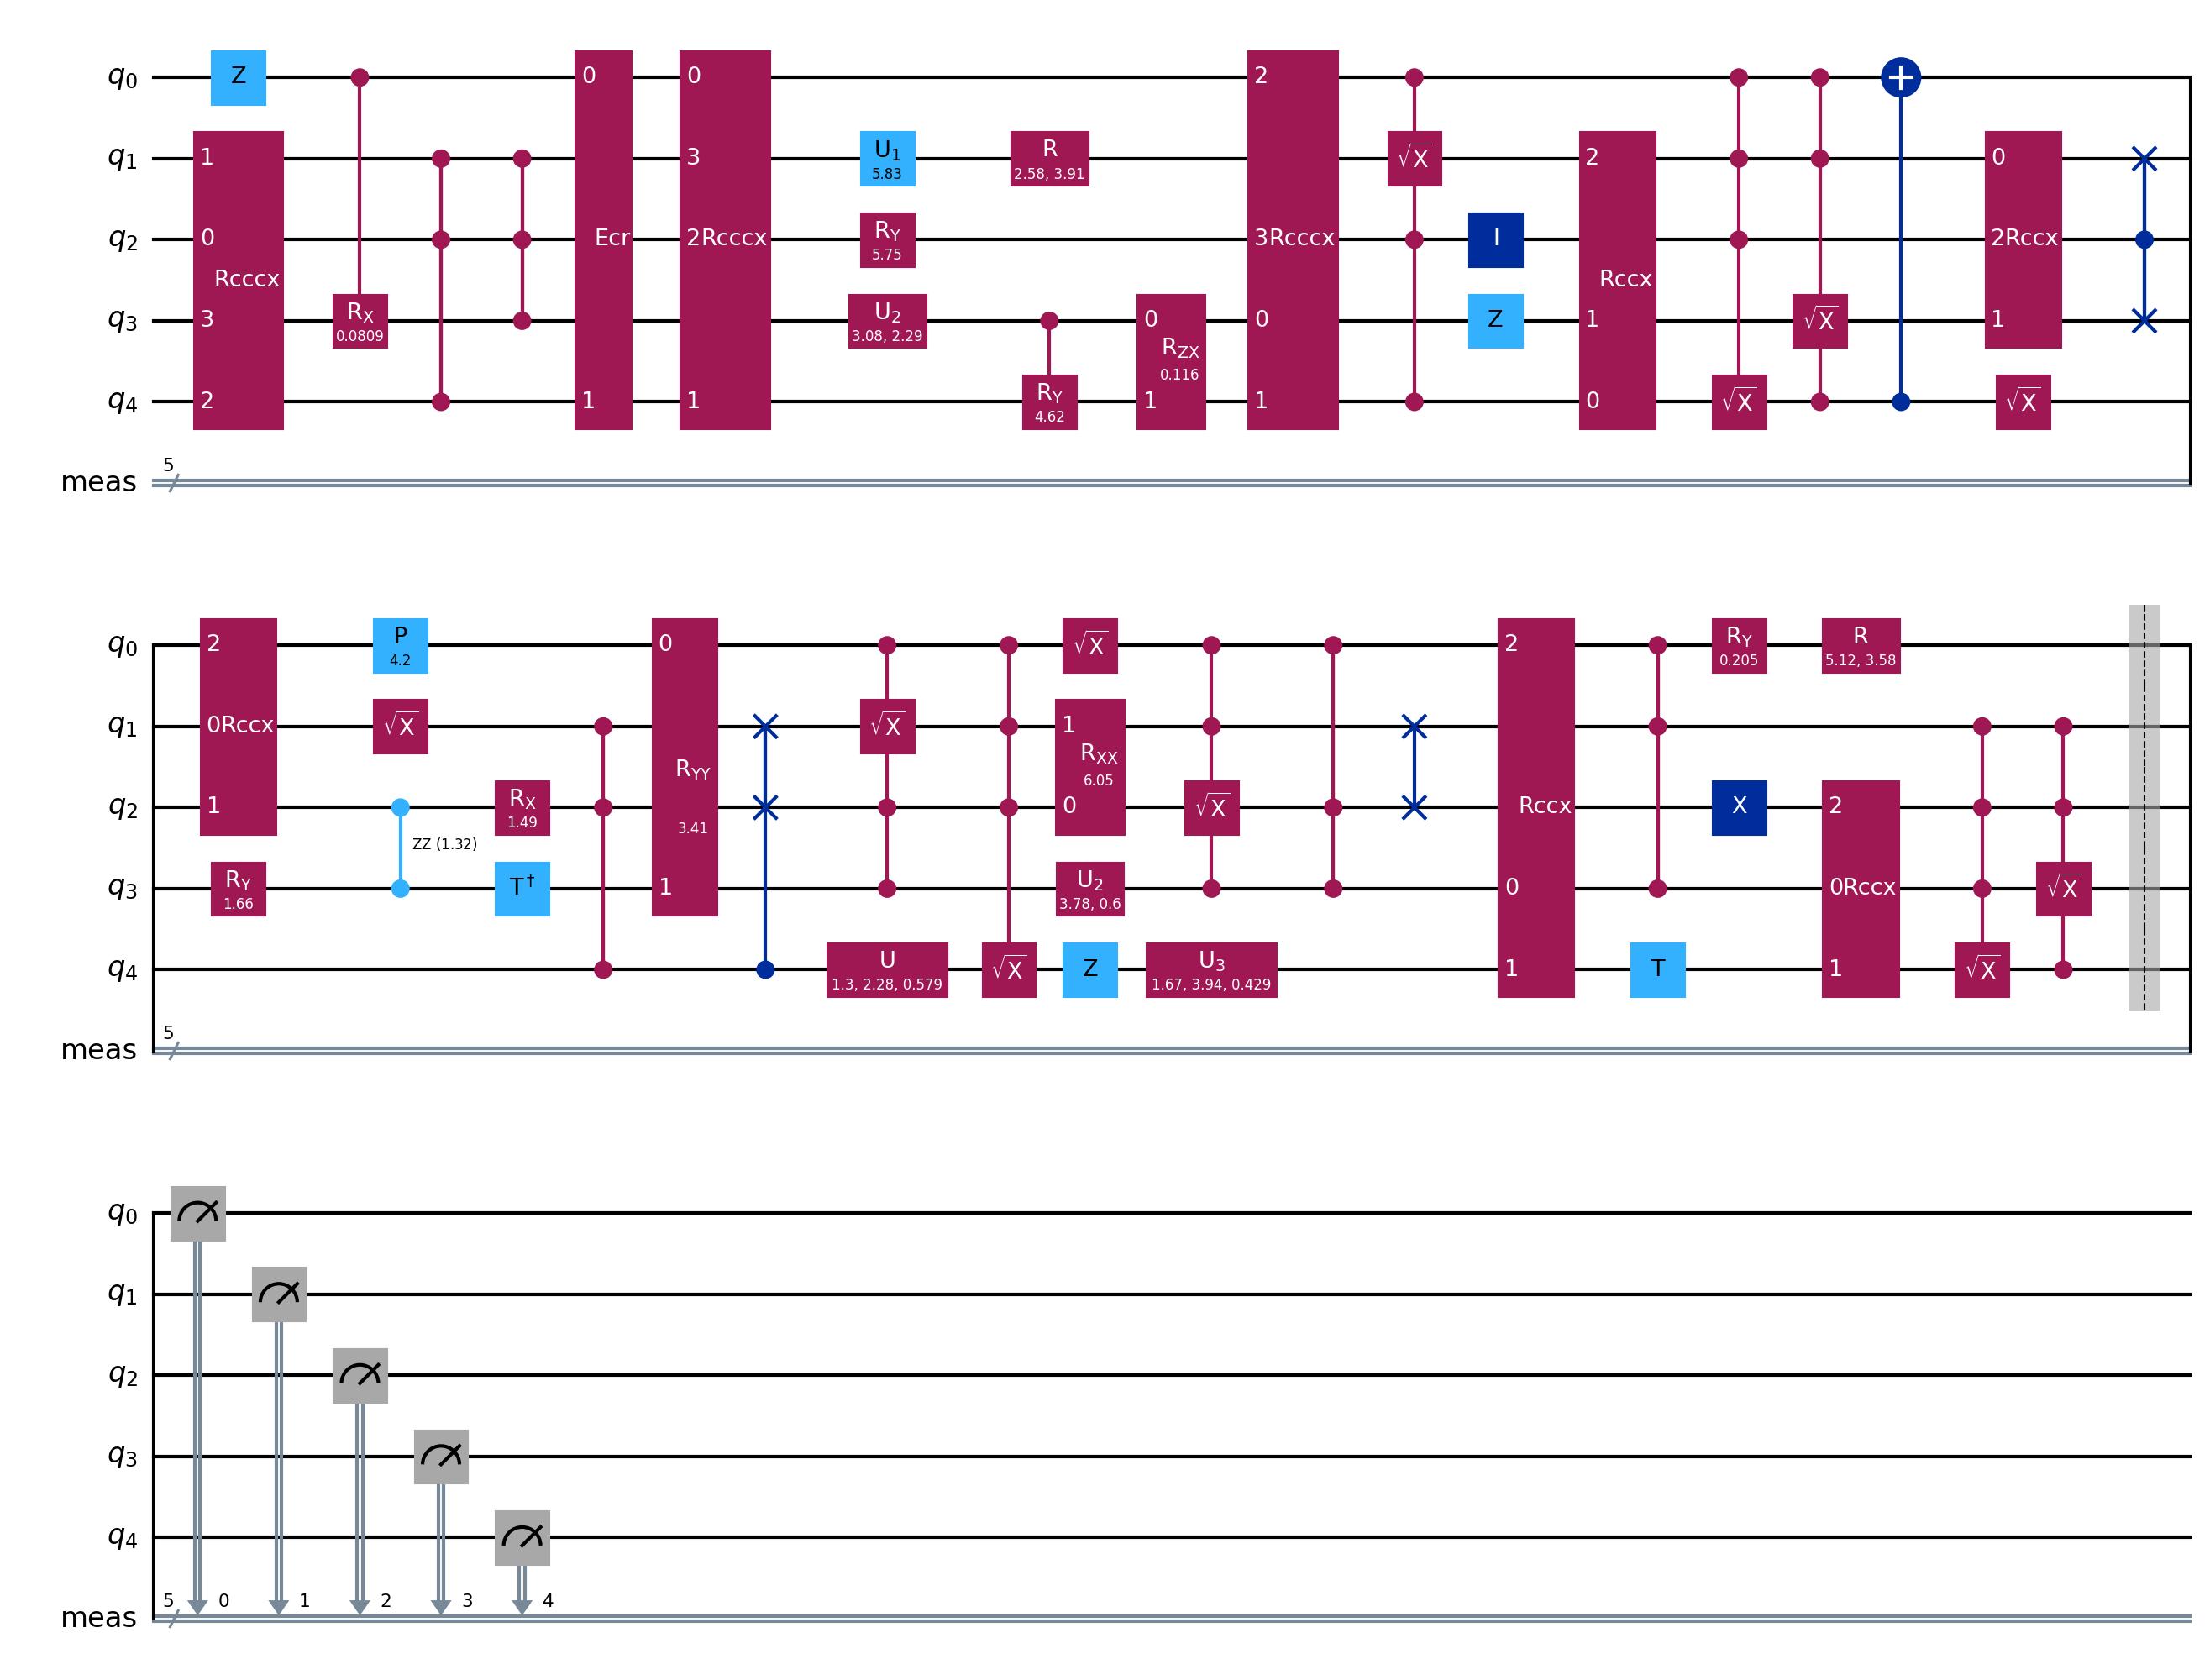 q0 Z 0 0 2
1 3 U1 5.83 R 2.58, 3.91 √X 2 0
q1
q2 0 Ecr 2Rcccx RY 5.75 3Rcccx I 2Rccx
Rcccx Rccx
q3 3 RX 0.0809 U2 3.08, 2.29 0 0 Z 1 √X 1
RZX 0.116
q4 2 1 1 RY 4.62 1 1 0 √X √X
meas 5
q0 2 P 4.2 0 √X 2 RY 0.205 R 5.12, 3.58
q1 0Rccx √X √X 1
RYY 3.41 RXX 6.05
q2 1 RX 1.49 0 √X Rccx X 2
ZZ (1.32)
q3 RY 1.66 T† 1 U2 3.78, 0.6 0 0Rccx √X
q4 U 1.3, 2.28, 0.579 √X Z U3 1.67, 3.94, 0.429 1 T 1 √X
meas 5
q0
q1
q2
q3
q4
meas 5 0 1 2 3 4